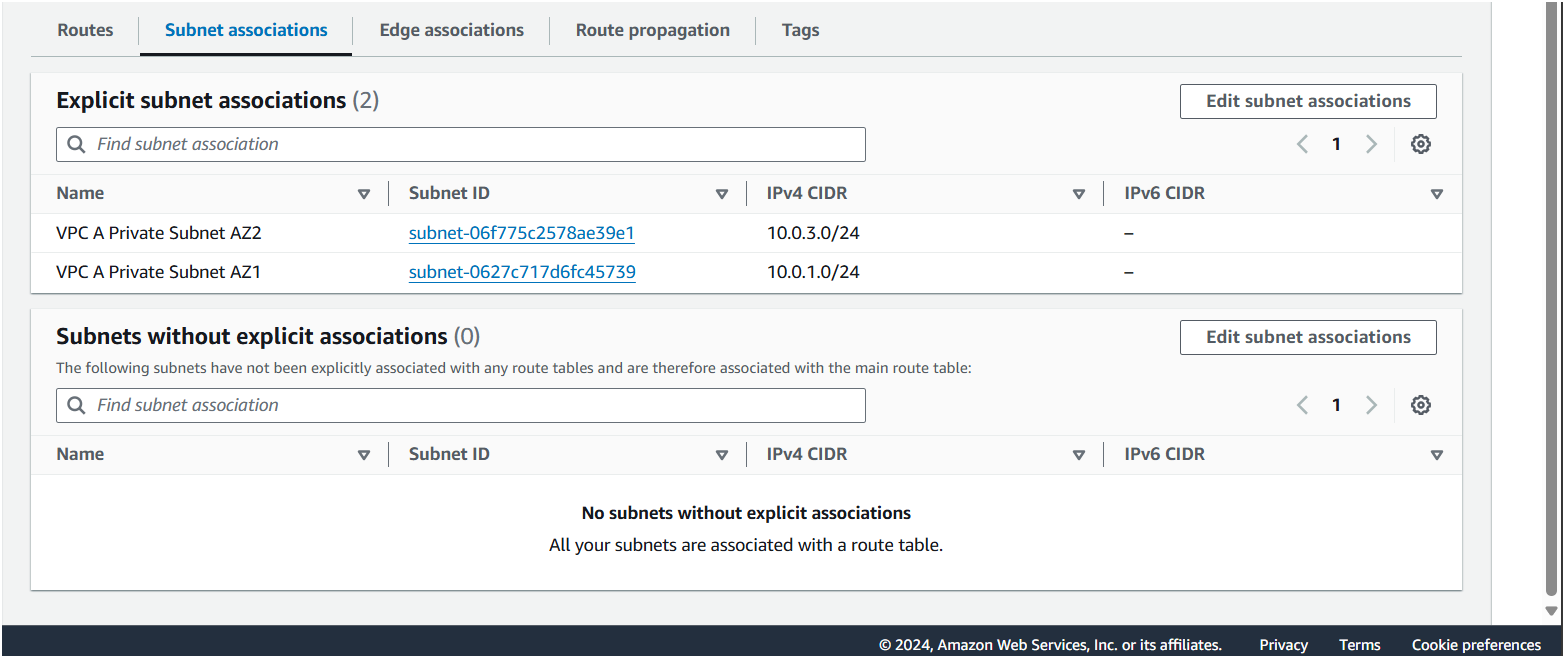 Routes Subnet associations Edge associations Route propagation Tags
Explicit subnet associations (2) Edit subnet associations
Find subnet association 1
Name Subnet ID IPv4 CIDR IPv6 CIDR
VPC A Private Subnet AZ2 subnet-06f775c2578ae39e1 10.0.3.0/24 –
VPC A Private Subnet AZ1 subnet-0627c717d6fc45739 10.0.1.0/24 –
Subnets without explicit associations (0) Edit subnet associations
The following subnets have not been explicitly associated with any route tables and are therefore associated with the main route table:
Find subnet association 1
Name Subnet ID IPv4 CIDR IPv6 CIDR
No subnets without explicit associations
All your subnets are associated with a route table.
© 2024, Amazon Web Services, Inc. or its affiliates. Privacy Terms Cookie preferences